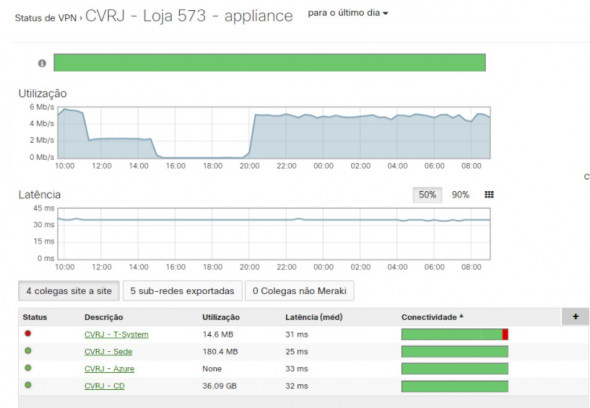 Status de VPN › CVRJ - Loja 573 - appliance para o último dia
Utilização
6 Mb/s
4 Mb/s
2 Mb/s
0 Mb/s
10:00 12:00 14:00 16:00 18:00 20:00 22:00 00:00 02:00 04:00 06:00 08:00
C
Latência 50% 90%
45 ms
30 ms
15 ms
0 ms
10:00 12:00 14:00 16:00 18:00 20:00 22:00 00:00 02:00 04:00 06:00 08:00
4 colegas site a site 5 sub-redes exportadas 0 Colegas não Meraki
Status Descrição Utilização Latência (méd) Conectividade +
CVRJ - T-System 14.6 MB 31 ms
CVRJ - Sede 180.4 MB 25 ms
CVRJ - Azure None 33 ms
CVRJ - CD 36.09 GB 32 ms